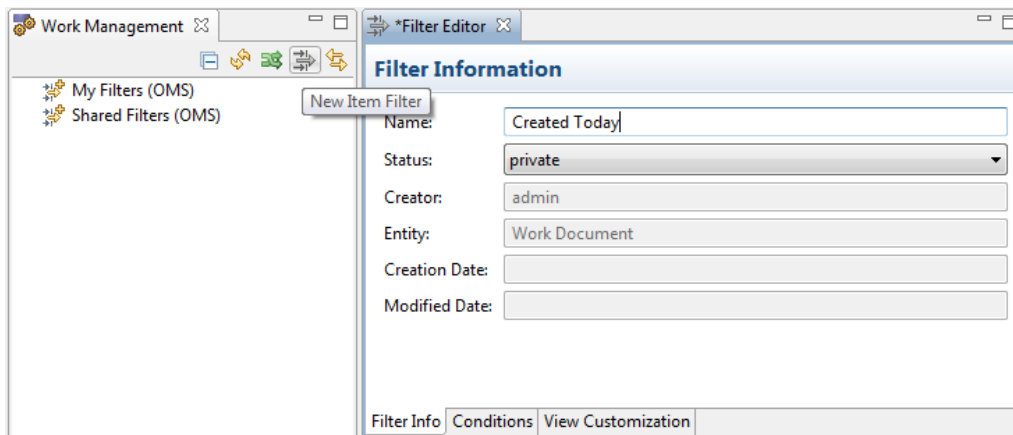 Work Management
My Filters (OMS)
Shared Filters (OMS)
New Item Filter
*Filter Editor
Filter Information
Name: Created Today
Status: private
Creator: admin
Entity: Work Document
Creation Date:
Modified Date:
Filter Info Conditions View Customization